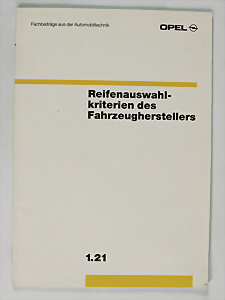 Fachbeiträge aus der Automobiltechnik
OPEL
Reifenauswahl-
kriterien des
Fahrzeugherstellers
1.21